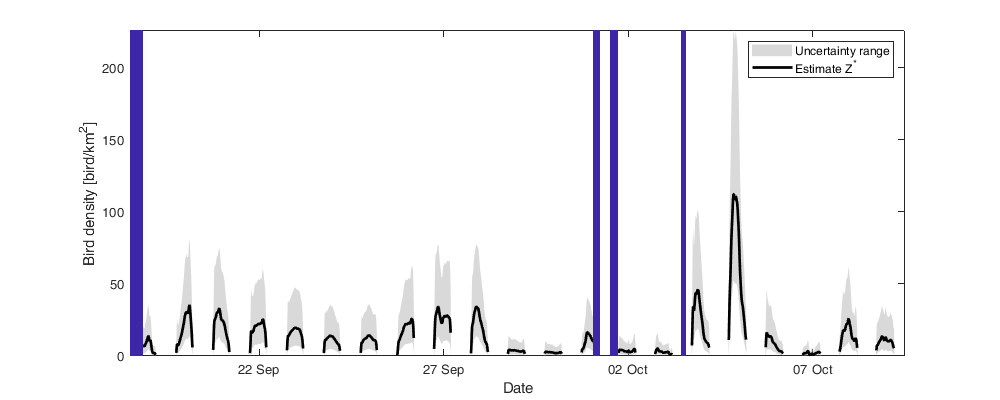 Uncertainty range
Estimate Z*
200
150
100
50
0
Bird density [bird/km²]
22 Sep
27 Sep
02 Oct
07 Oct
Date